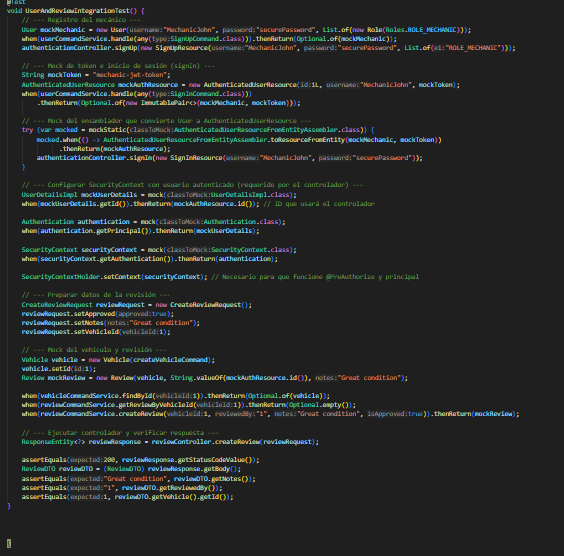 @Test
void UserAndReviewIntegrationTest() {
// --- Registro del mecánico ---
User mockMechanic = new User(username:"MechanicJohn", password:"securePassword", List.of(new Role(Roles.ROLE_MECHANIC)));
when(userCommandService.handle(any(type:SignUpCommand.class))).thenReturn(Optional.of(mockMechanic));
authenticationController.signUp(new SignUpResource(username:"MechanicJohn", password:"securePassword", List.of(e1:"ROLE_MECHANIC")));
// --- Mock de token e inicio de sesión (signIn) ---
String mockToken = "mechanic-jwt-token";
AuthenticatedUserResource mockAuthResource = new AuthenticatedUserResource(id:1L, username:"MechanicJohn", mockToken);
when(userCommandService.handle(any(type:SignInCommand.class)))
.thenReturn(Optional.of(new ImmutablePair<>(mockMechanic, mockToken)));
// --- Mock del ensamblador que convierte User a AuthenticatedUserResource ---
try (var mocked = mockStatic(classToMock:AuthenticatedUserResourceFromEntityAssembler.class)) {
mocked.when(() -> AuthenticatedUserResourceFromEntityAssembler.toResourceFromEntity(mockMechanic, mockToken))
.thenReturn(mockAuthResource);
authenticationController.signIn(new SignInResource(username:"MechanicJohn", password:"securePassword"));
}
// --- Configurar SecurityContext con usuario autenticado (requerido por el controlador) ---
UserDetailsImpl mockUserDetails = mock(classToMock:UserDetailsImpl.class);
when(mockUserDetails.getId()).thenReturn(mockAuthResource.id()); // ID que usará el controlador
Authentication authentication = mock(classToMock:Authentication.class);
when(authentication.getPrincipal()).thenReturn(mockUserDetails);
SecurityContext securityContext = mock(classToMock:SecurityContext.class);
when(securityContext.getAuthentication()).thenReturn(authentication);
SecurityContextHolder.setContext(securityContext); // Necesario para que funcione @PreAuthorize y principal
// --- Preparar datos de la revisión ---
CreateReviewRequest reviewRequest = new CreateReviewRequest();
reviewRequest.setApproved(approved:true);
reviewRequest.setNotes(notes:"Great condition");
reviewRequest.setVehicleId(vehicleId:1);
// --- Mock del vehículo y revisión ---
Vehicle vehicle = new Vehicle(createVehicleCommand);
vehicle.setId(id:1);
Review mockReview = new Review(vehicle, String.valueOf(mockAuthResource.id()), notes:"Great condition");
when(vehicleCommandService.findById(vehicleId:1)).thenReturn(Optional.of(vehicle));
when(reviewCommandService.getReviewByVehicleId(vehicleId:1)).thenReturn(Optional.empty());
when(reviewCommandService.createReview(vehicleId:1, reviewedBy:"1", notes:"Great condition", isApproved:true)).thenReturn(mockReview);
// --- Ejecutar controlador y verificar respuesta ---
ResponseEntity<?> reviewResponse = reviewController.createReview(reviewRequest);
assertEquals(expected:200, reviewResponse.getStatusCodeValue());
ReviewDTO reviewDTO = (ReviewDTO) reviewResponse.getBody();
assertEquals(expected:"Great condition", reviewDTO.getNotes());
assertEquals(expected:"1", reviewDTO.getReviewedBy());
assertEquals(expected:1, reviewDTO.getVehicle().getId());
}
}